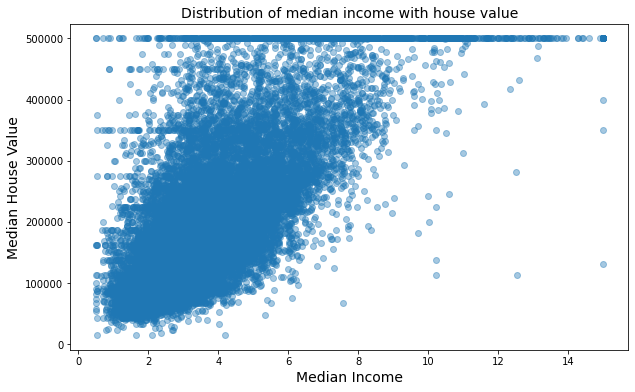 Distribution of median income with house value
500000
400000
300000
200000
100000
0
Median House Value
0 2 4 6 8 10 12 14
Median Income